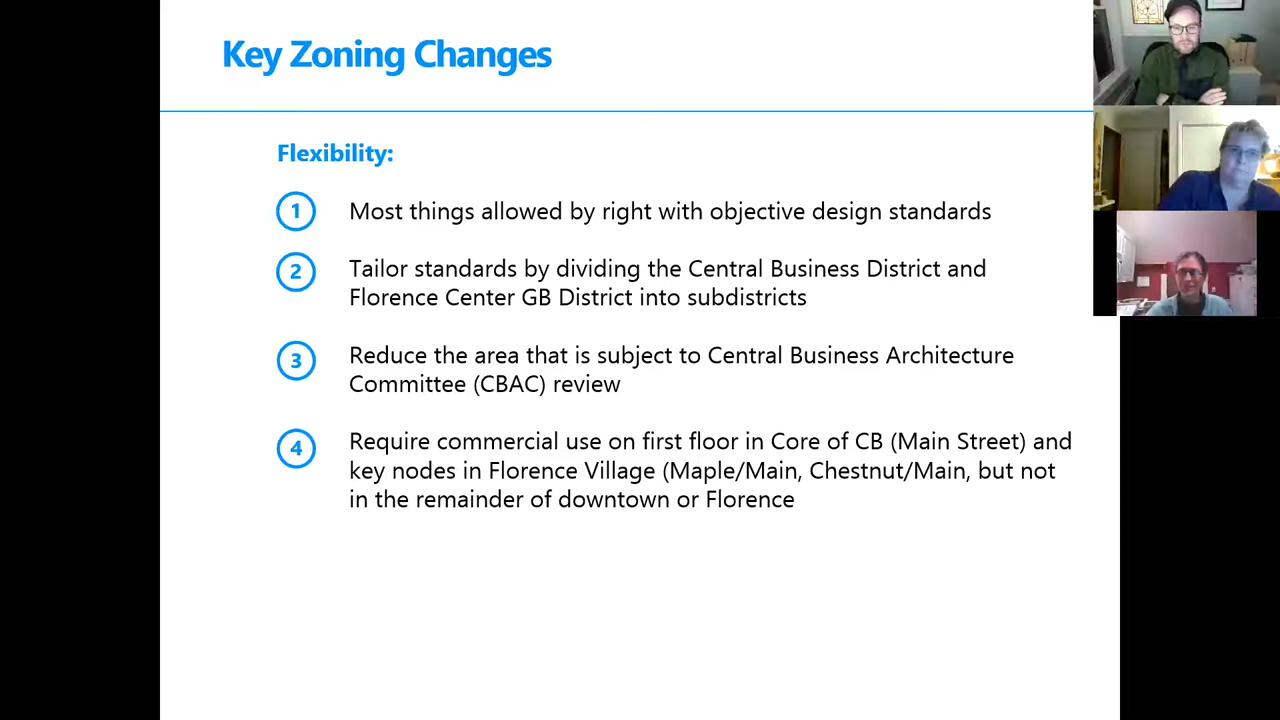 Key Zoning Changes
Flexibility:
1
Most things allowed by right with objective design standards
2
Tailor standards by dividing the Central Business District and
Florence Center GB District into subdistricts
3
Reduce the area that is subject to Central Business Architecture
Committee (CBAC) review
4
Require commercial use on first floor in Core of CB (Main Street) and
key nodes in Florence Village (Maple/Main, Chestnut/Main, but not
in the remainder of downtown or Florence